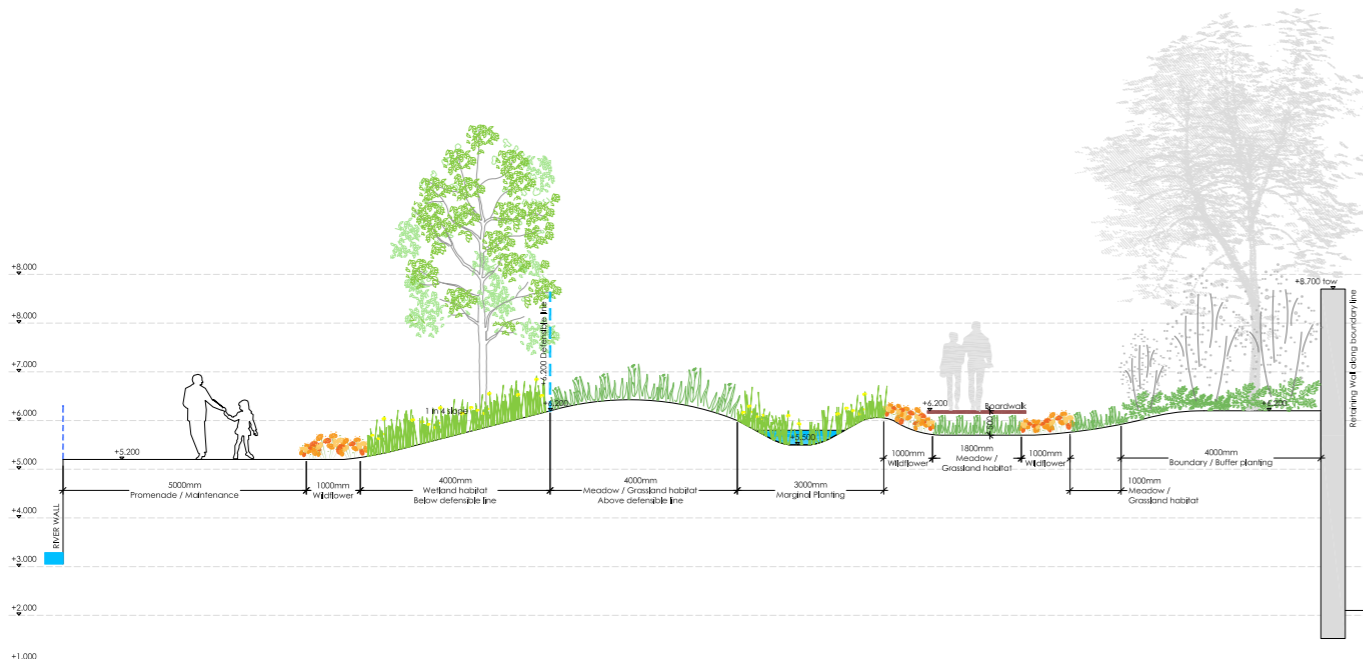 +8.000
+8.700 tow
+8.000
+7.000
+6.200 Defensible line
Retaining Wall along boundary line
+6.000
1 in 4 slope
+6.200
+6.200
Boardwalk
+6.200
+5.200
+5.500
+5.000
5000mm
Promenade / Maintenance
1000mm
Wildflower
4000mm
Wetland habitat
Below defensible line
4000mm
Meadow / Grassland habitat
Above defensible line
3000mm
Marginal Planting
1000mm
Wildflower
1800mm
Meadow /
Grassland habitat
1000mm
Wildflower
1000mm
Meadow /
Grassland habitat
4000mm
Boundary / Buffer planting
+4.000
RIVER WALL
+3.000
+2.000
+1.000